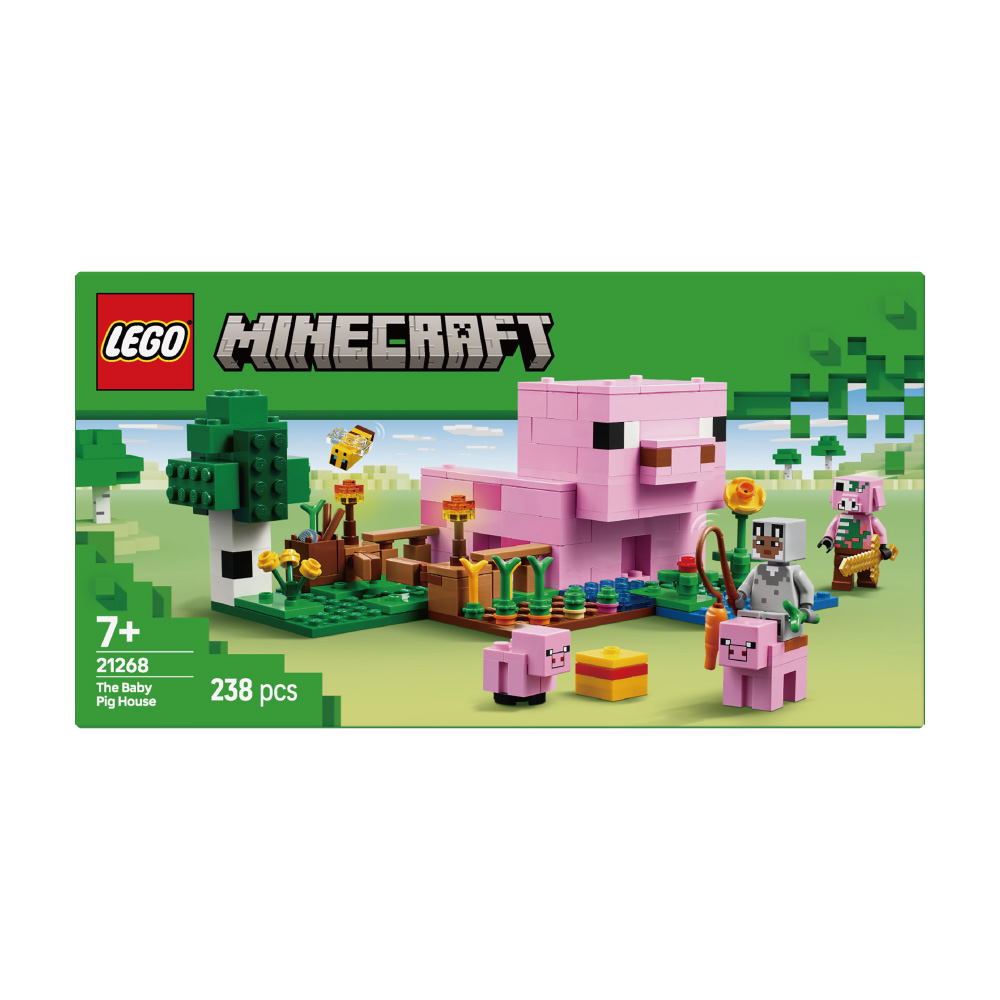 LEGO
MINECRAFT
7+
21268
The Baby
Pig House
238 pcs